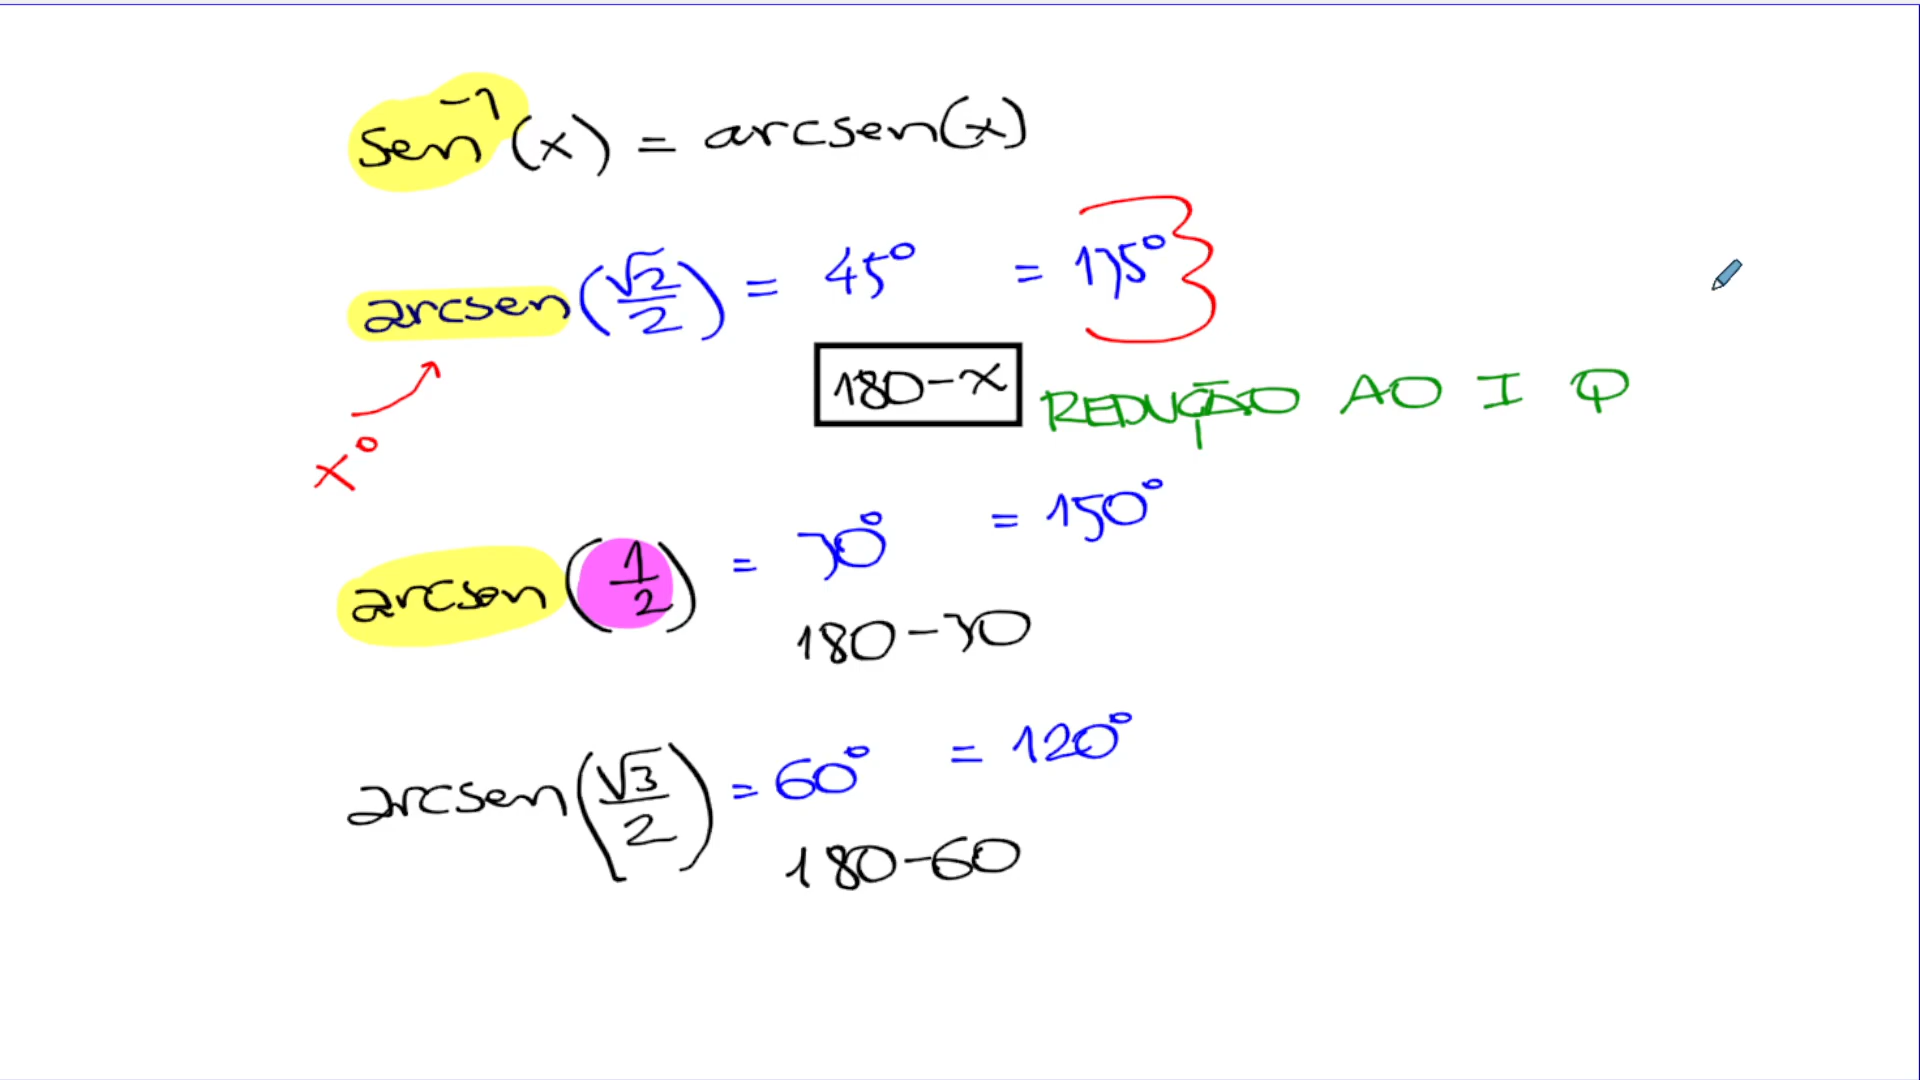 sen⁻¹(x) = arcsen(x)
arcsen(√2/2) = 45° = 135°
180-x REDUÇÃO AO I Q
x°
arcsen(1/2) = 30° = 150°
180-30
arcsen(√3/2) = 60° = 120°
180-60